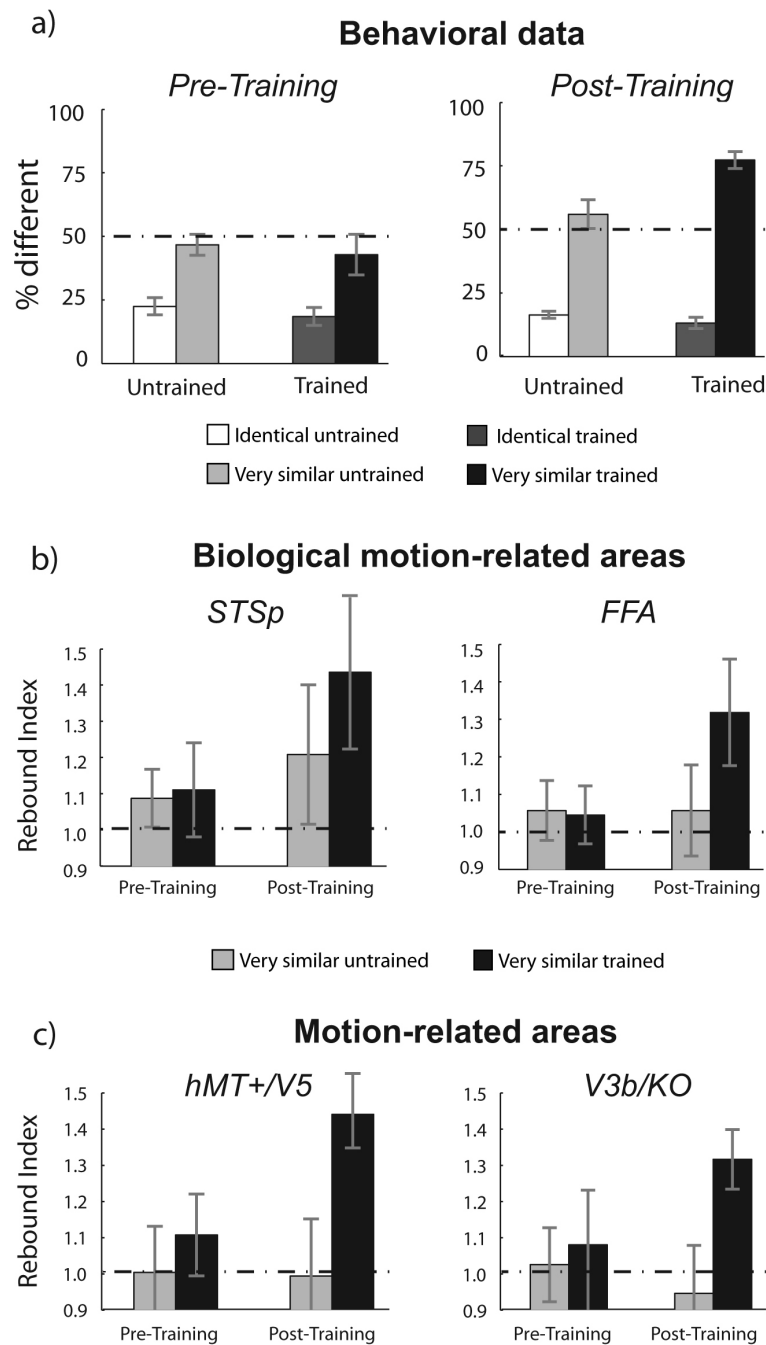 a)
Behavioral data
Pre-Training
Post-Training
% different
100
75
50
25
0
Untrained
Trained
100
75
50
25
0
Untrained
Trained
Identical untrained
Identical trained
Very similar untrained
Very similar trained
b)
Biological motion-related areas
STSp
FFA
Rebound Index
1.5
1.4
1.3
1.2
1.1
1.0
0.9
Pre-Training
Post-Training
1.5
1.4
1.3
1.2
1.1
1.0
0.9
Pre-Training
Post-Training
Very similar untrained
Very similar trained
c)
Motion-related areas
hMT+/V5
V3b/KO
Rebound Index
1.5
1.4
1.3
1.2
1.1
1.0
0.9
Pre-Training
Post-Training
1.5
1.4
1.3
1.2
1.1
1.0
0.9
Pre-Training
Post-Training